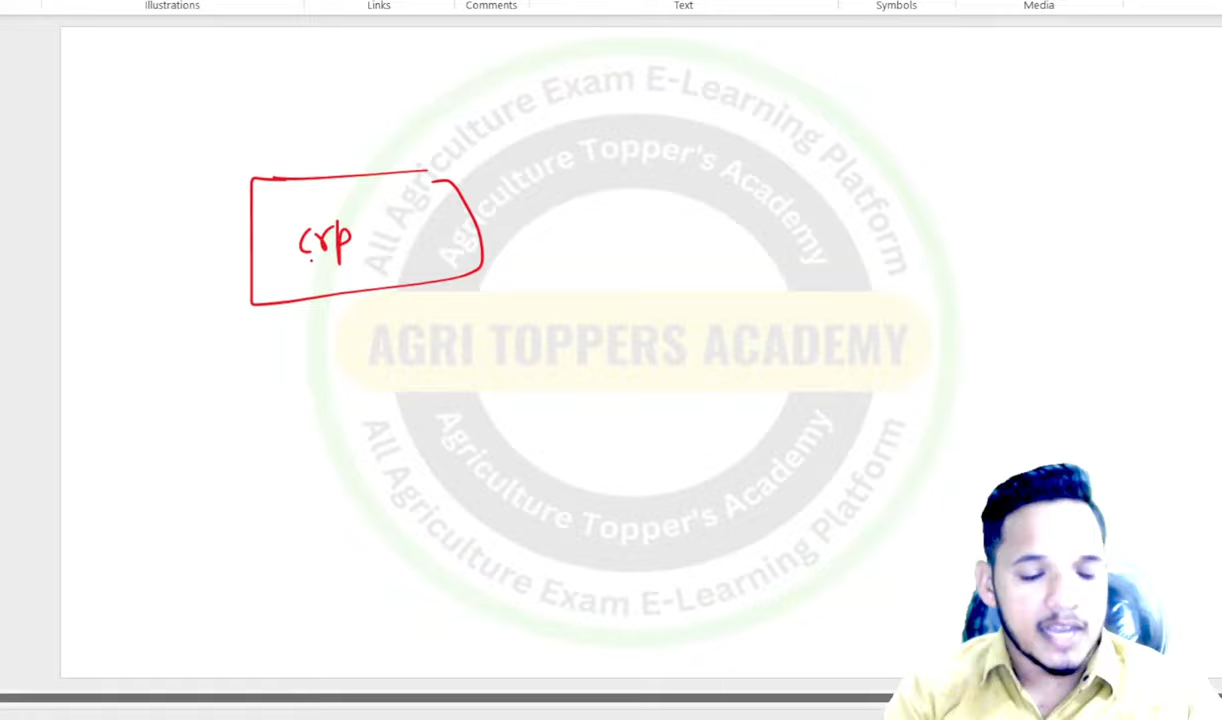 Illustrations Links Comments Text Symbols Media
All Agriculture Exam E-Learning Platform
Agriculture Topper's Academy
crp
AGRI TOPPERS ACADEMY
Agriculture Topper's Academy
All Agriculture Exam E-Learning Platform